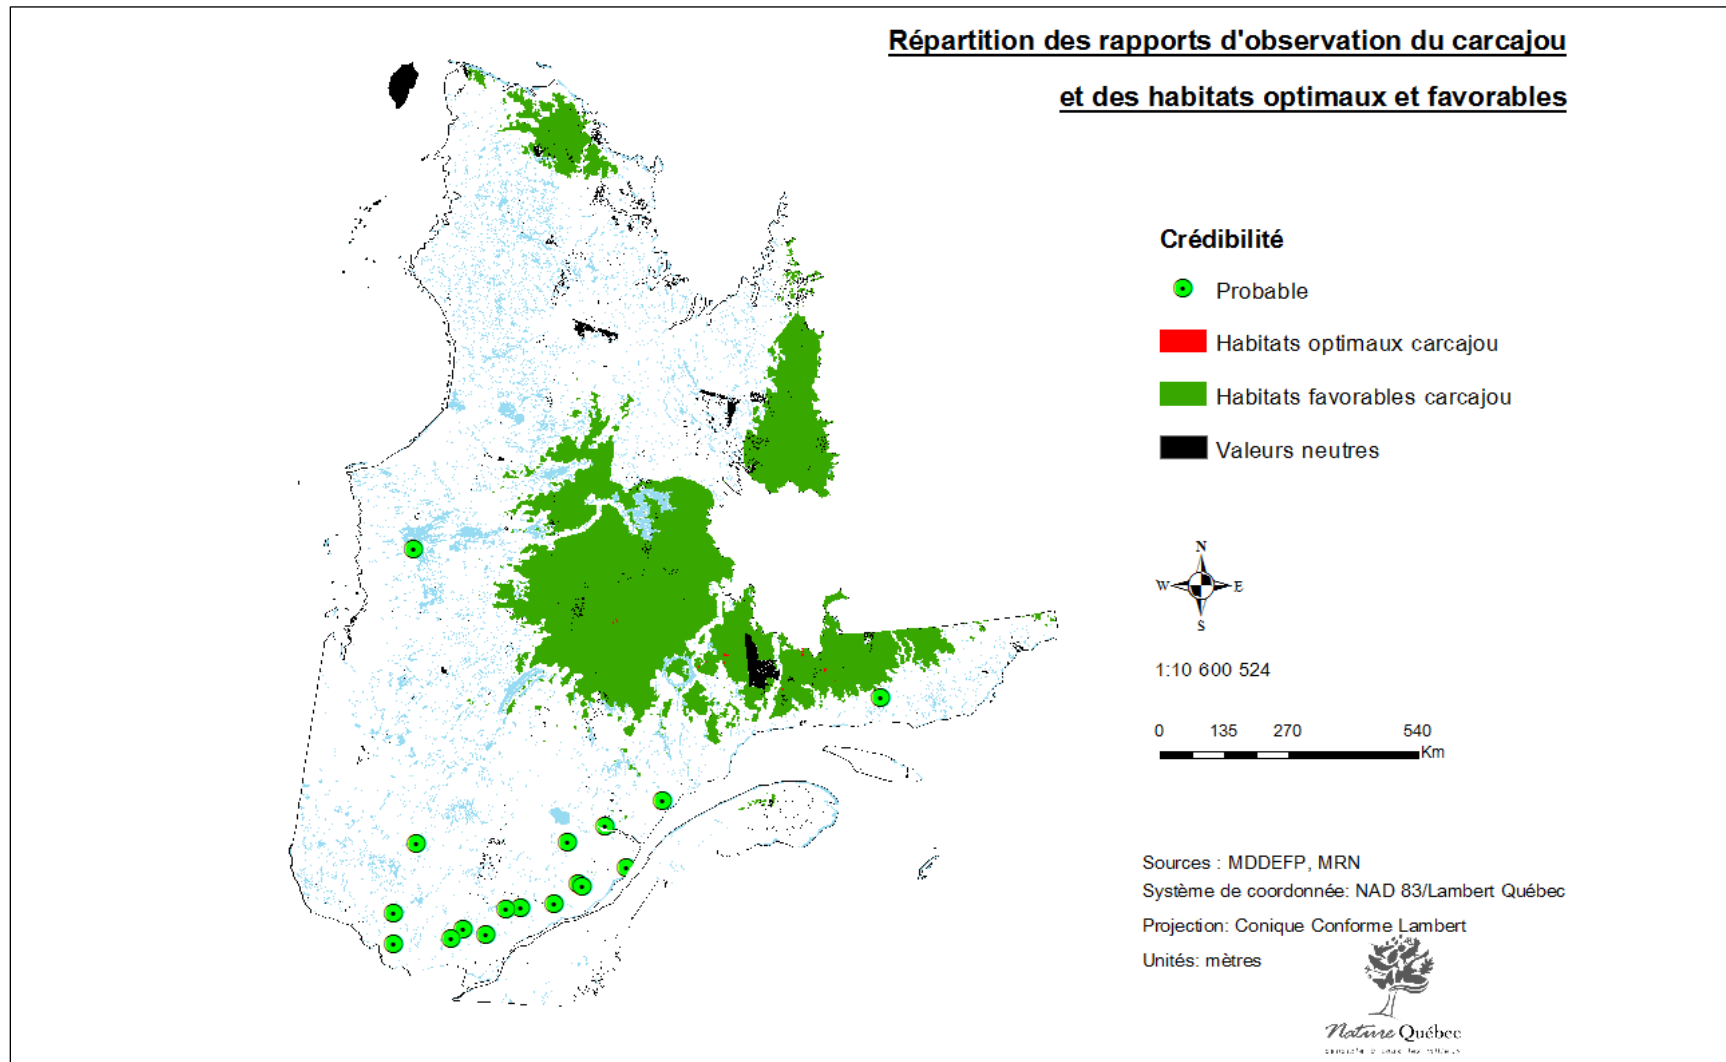 Répartition des rapports d'observation du carcajou
et des habitats optimaux et favorables
Crédibilité
Probable
Habitats optimaux carcajou
Habitats favorables carcajou
Valeurs neutres
N
W E
S
1:10 600 524
0 135 270 540
Km
Sources : MDDEFP, MRN
Système de coordonnée: NAD 83/Lambert Québec
Projection: Conique Conforme Lambert
Unités: mètres
Nature Québec